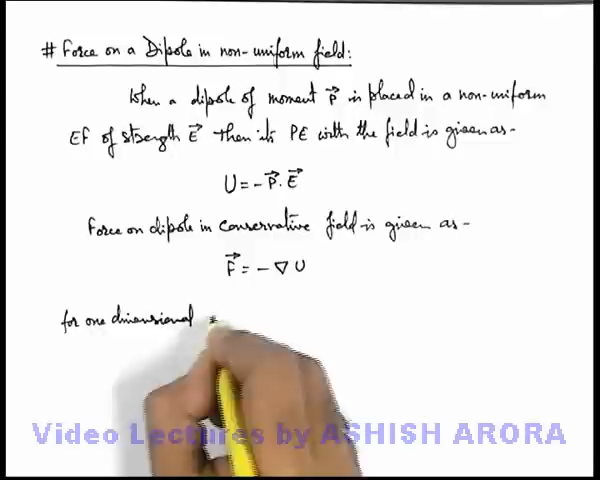 # Force on a Dipole in non-uniform field:
When a dipole of moment P⃗ is placed in a non-uniform
EF of strength E⃗ then its PE with the field is given as-
U = - P⃗ . E⃗
Force on dipole in conservative field is given as-
F⃗ = - ∇ U
for one dimensional
Video Lectures by ASHISH ARORA